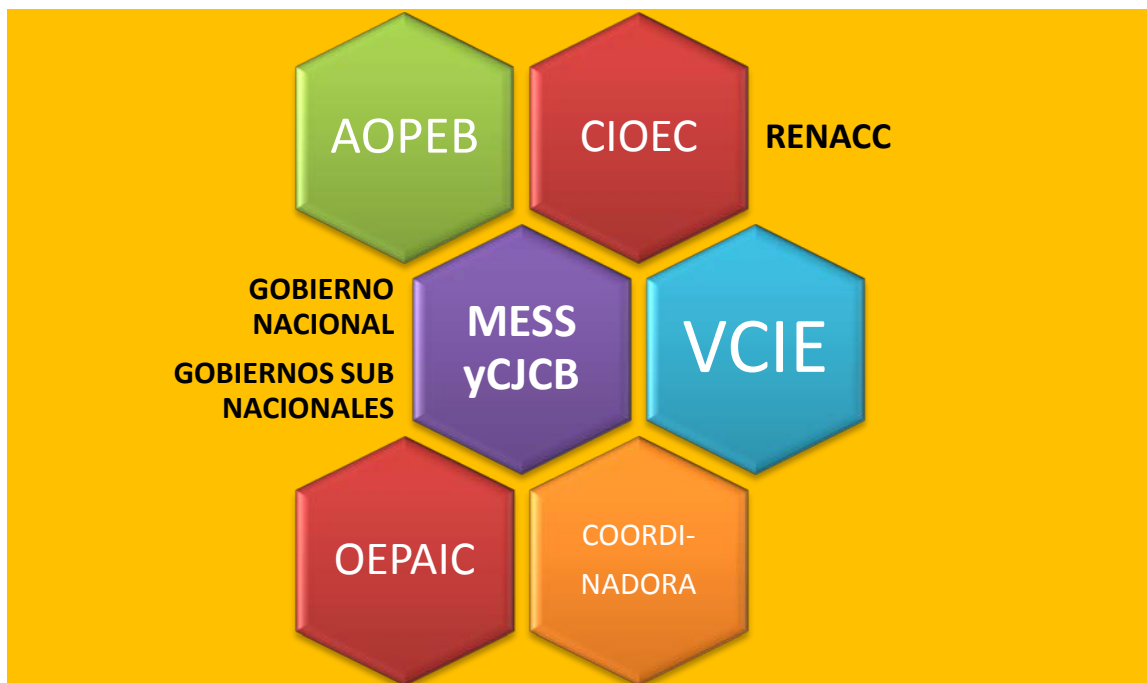 AOPEB
CIOEC
RENACC
GOBIERNO
NACIONAL
GOBIERNOS SUB
NACIONALES
MESS
yCJCB
VCIE
OEPAIC
COORDI-
NADORA